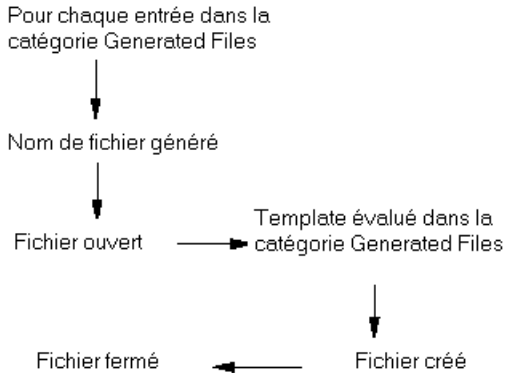 Pour chaque entrée dans la
catégorie Generated Files
Nom de fichier généré
Fichier ouvert
Template évalué dans la
catégorie Generated Files
Fichier créé
Fichier fermé